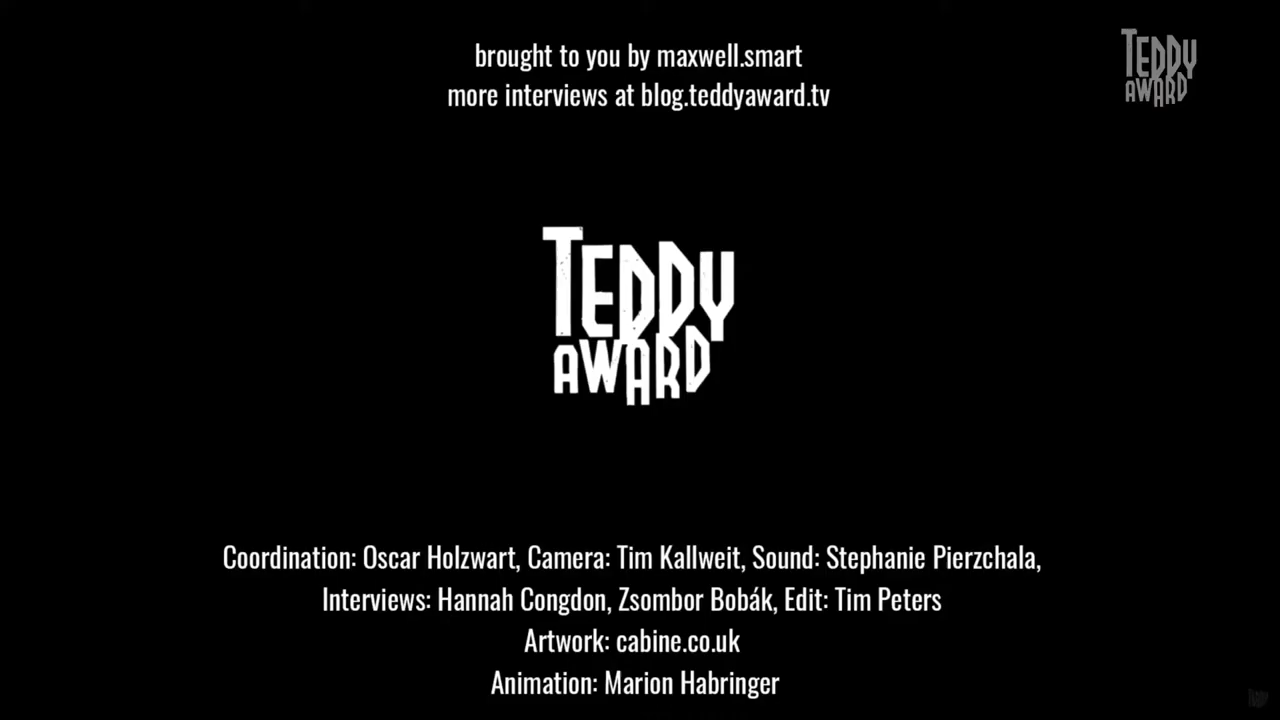 brought to you by maxwell.smart
more interviews at blog.teddyaward.tv
TEDDY
AWARD
TEDDY
AWARD
Coordination: Oscar Holzwart, Camera: Tim Kallweit, Sound: Stephanie Pierzchala,
Interviews: Hannah Congdon, Zsombor Bobák, Edit: Tim Peters
Artwork: cabine.co.uk
Animation: Marion Habringer